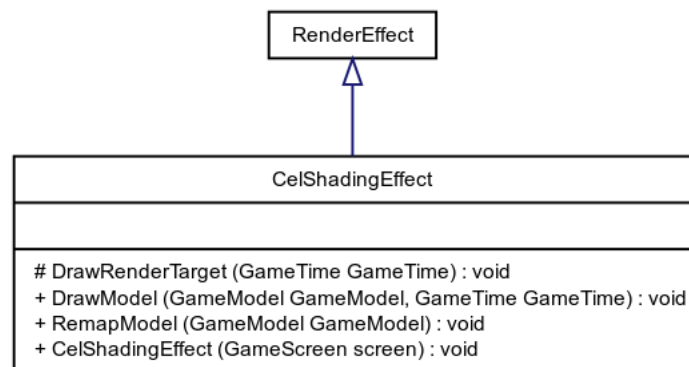 RenderEffect
CelShadingEffect
# DrawRenderTarget (GameTime GameTime) : void
+ DrawModel (GameModel GameModel, GameTime GameTime) : void
+ RemapModel (GameModel GameModel) : void
+ CelShadingEffect (GameScreen screen) : void